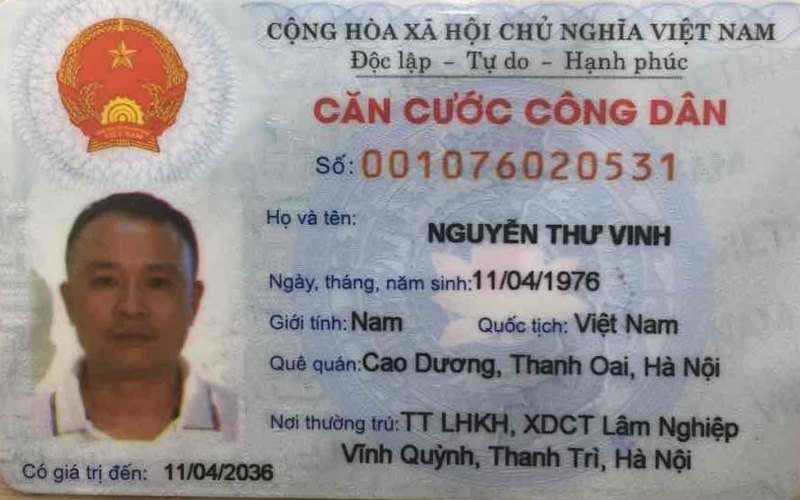 CỘNG HÒA XÃ HỘI CHỦ NGHĨA VIỆT NAM
Độc lập - Tự do - Hạnh phúc
CĂN CƯỚC CÔNG DÂN
Số: 001076020531
Họ và tên: NGUYỄN THƯ VINH
Ngày, tháng, năm sinh: 11/04/1976
Giới tính: Nam Quốc tịch: Việt Nam
Quê quán: Cao Dương, Thanh Oai, Hà Nội
Nơi thường trú: TT LHKH, XDCT Lâm Nghiệp
Vĩnh Quỳnh, Thanh Trì, Hà Nội
Có giá trị đến: 11/04/2036